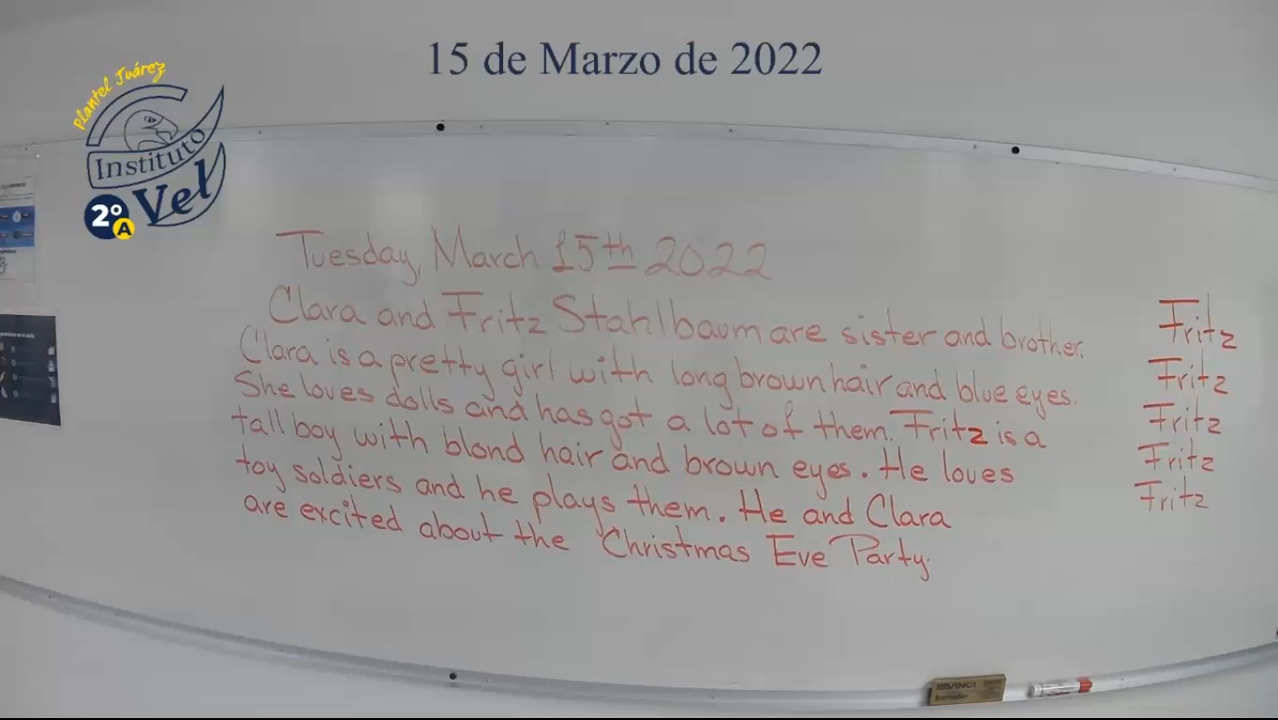 15 de Marzo de 2022
Plantel Juárez
Instituto
Vel
2° A
Tuesday, March 15th 2022
Clara and Fritz Stahlbaum are sister and brother.
Clara is a pretty girl with long brown hair and blue eyes.
She loves dolls and has got a lot of them. Fritz is a
tall boy with blond hair and brown eyes. He loves
toy soldiers and he plays them. He and Clara
are excited about the Christmas Eve Party.
Fritz
Fritz
Fritz
Fritz
Fritz